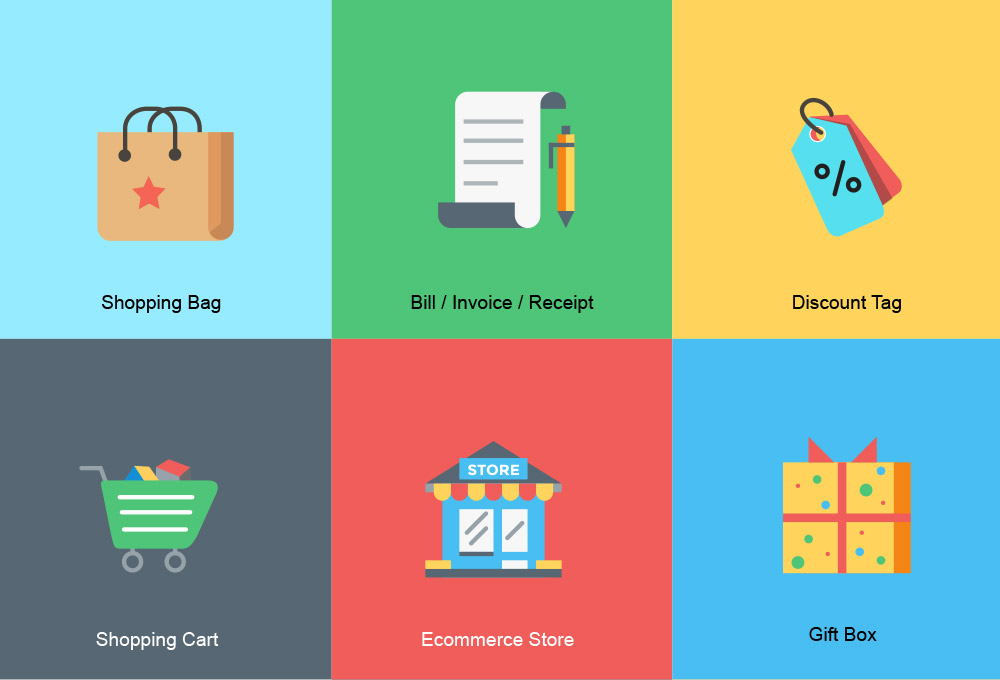 Shopping Bag
Bill / Invoice / Receipt
Discount Tag
%
STORE
Shopping Cart
Ecommerce Store
Gift Box